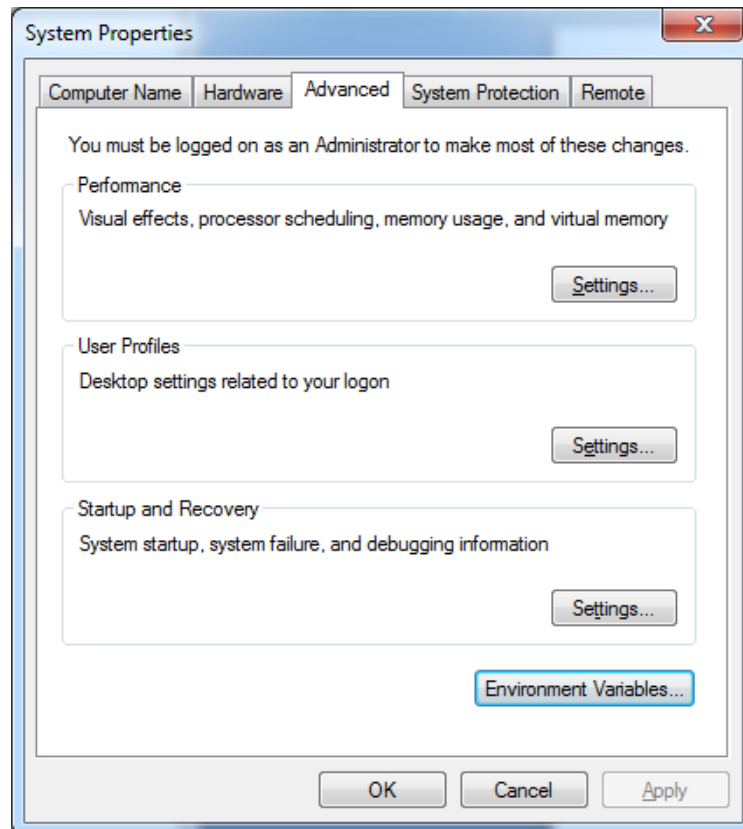 System Properties
Computer Name Hardware Advanced System Protection Remote
You must be logged on as an Administrator to make most of these changes.
Performance
Visual effects, processor scheduling, memory usage, and virtual memory
Settings...
User Profiles
Desktop settings related to your logon
Settings...
Startup and Recovery
System startup, system failure, and debugging information
Settings...
Environment Variables...
OK Cancel Apply